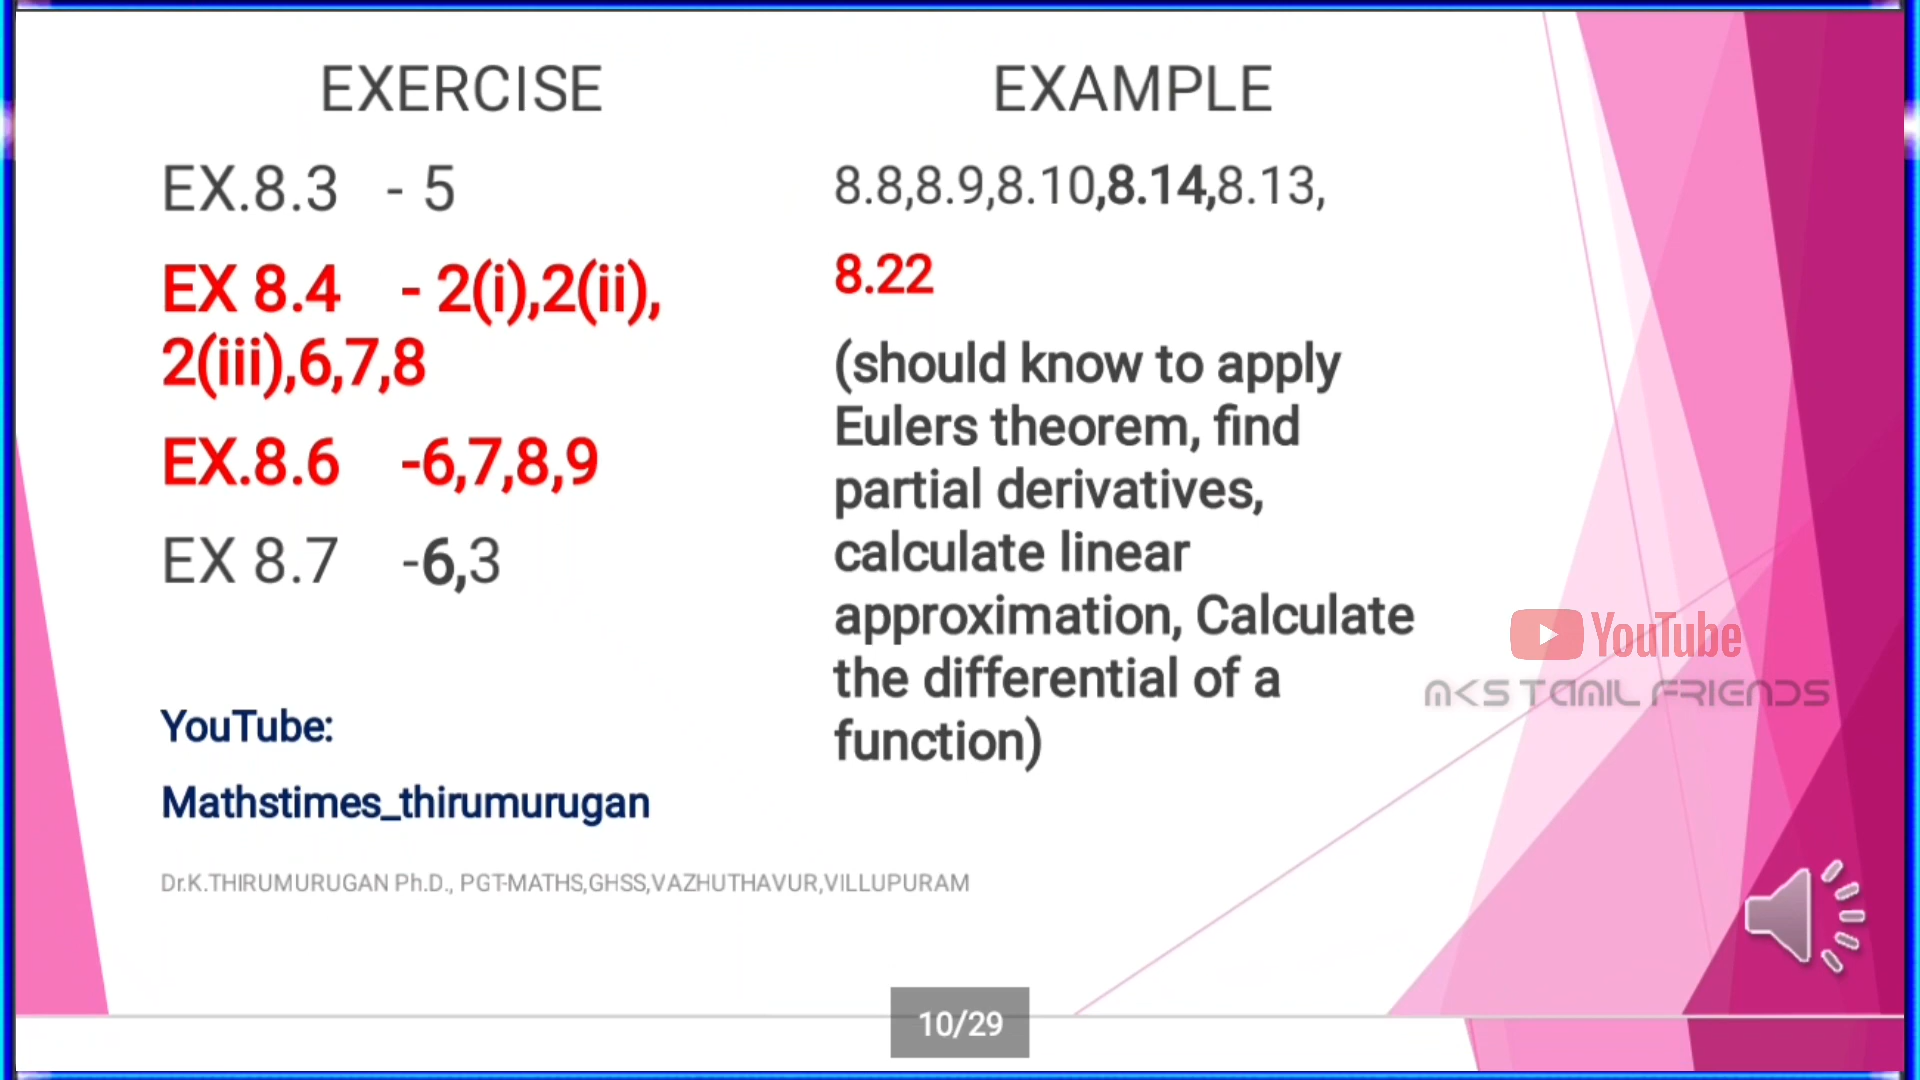 EXERCISE
EX.8.3 - 5
EX 8.4 - 2(i),2(ii),
2(iii),6,7,8
EX.8.6 -6,7,8,9
EX 8.7 -6,3
YouTube:
Mathstimes_thirumurugan
EXAMPLE
8.8,8.9,8.10,8.14,8.13,
8.22
(should know to apply
Eulers theorem, find
partial derivatives,
calculate linear
approximation, Calculate
the differential of a
function)
YouTube
MKS TAMIL FRIENDS
Dr.K.THIRUMURUGAN Ph.D., PGT-MATHS,GHSS,VAZHUTHAVUR,VILLUPURAM
10/29